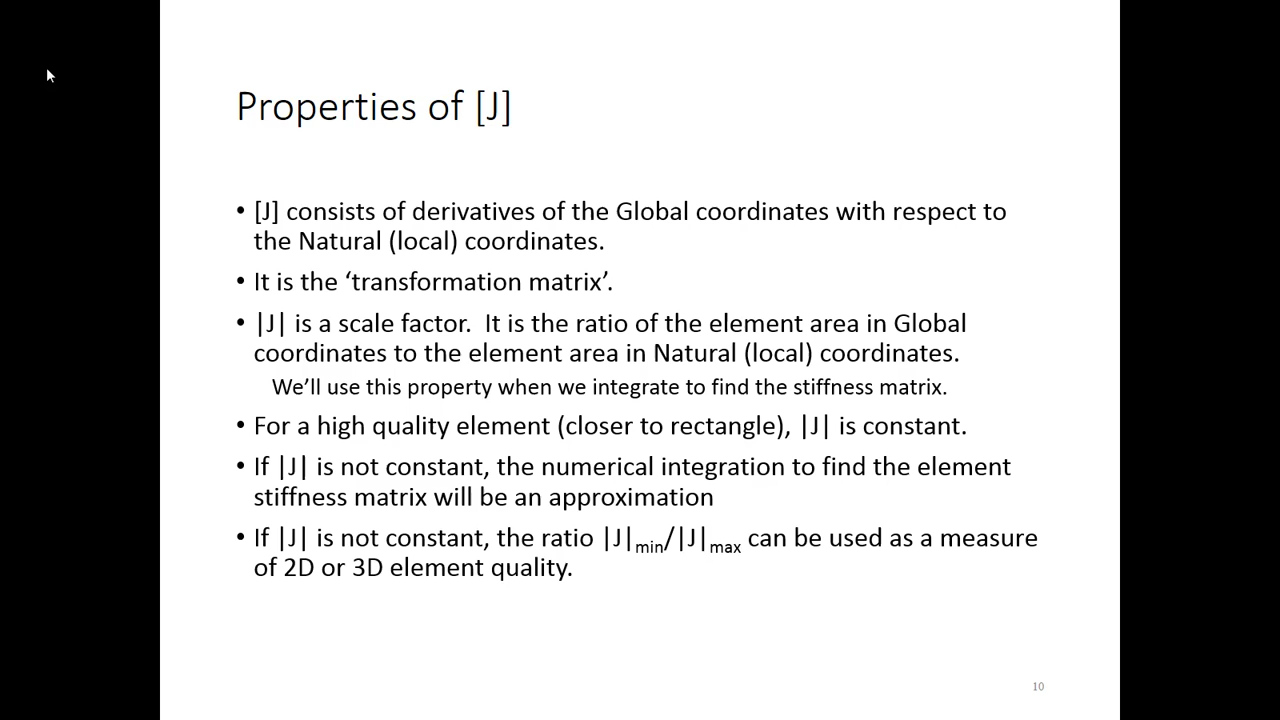 Properties of [J]
• [J] consists of derivatives of the Global coordinates with respect to
the Natural (local) coordinates.
• It is the ‘transformation matrix’.
• |J| is a scale factor.  It is the ratio of the element area in Global
coordinates to the element area in Natural (local) coordinates.
We’ll use this property when we integrate to find the stiffness matrix.
• For a high quality element (closer to rectangle), |J| is constant.
• If |J| is not constant, the numerical integration to find the element
stiffness matrix will be an approximation
• If |J| is not constant, the ratio |J|min/|J|max can be used as a measure
of 2D or 3D element quality.
10